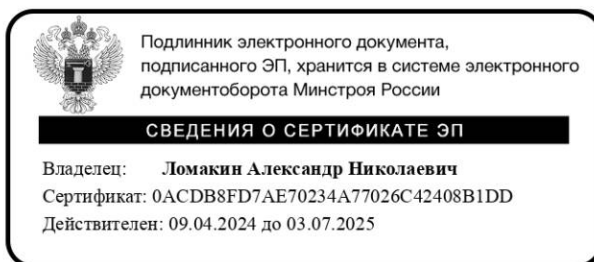 Подлинник электронного документа,
подписанного ЭП, хранится в системе электронного
документоборота Минстроя России
СВЕДЕНИЯ О СЕРТИФИКАТЕ ЭП
Владелец: Ломакин Александр Николаевич
Сертификат: 0ACDB8FD7AE70234A77026C42408B1DD
Действителен: 09.04.2024 до 03.07.2025